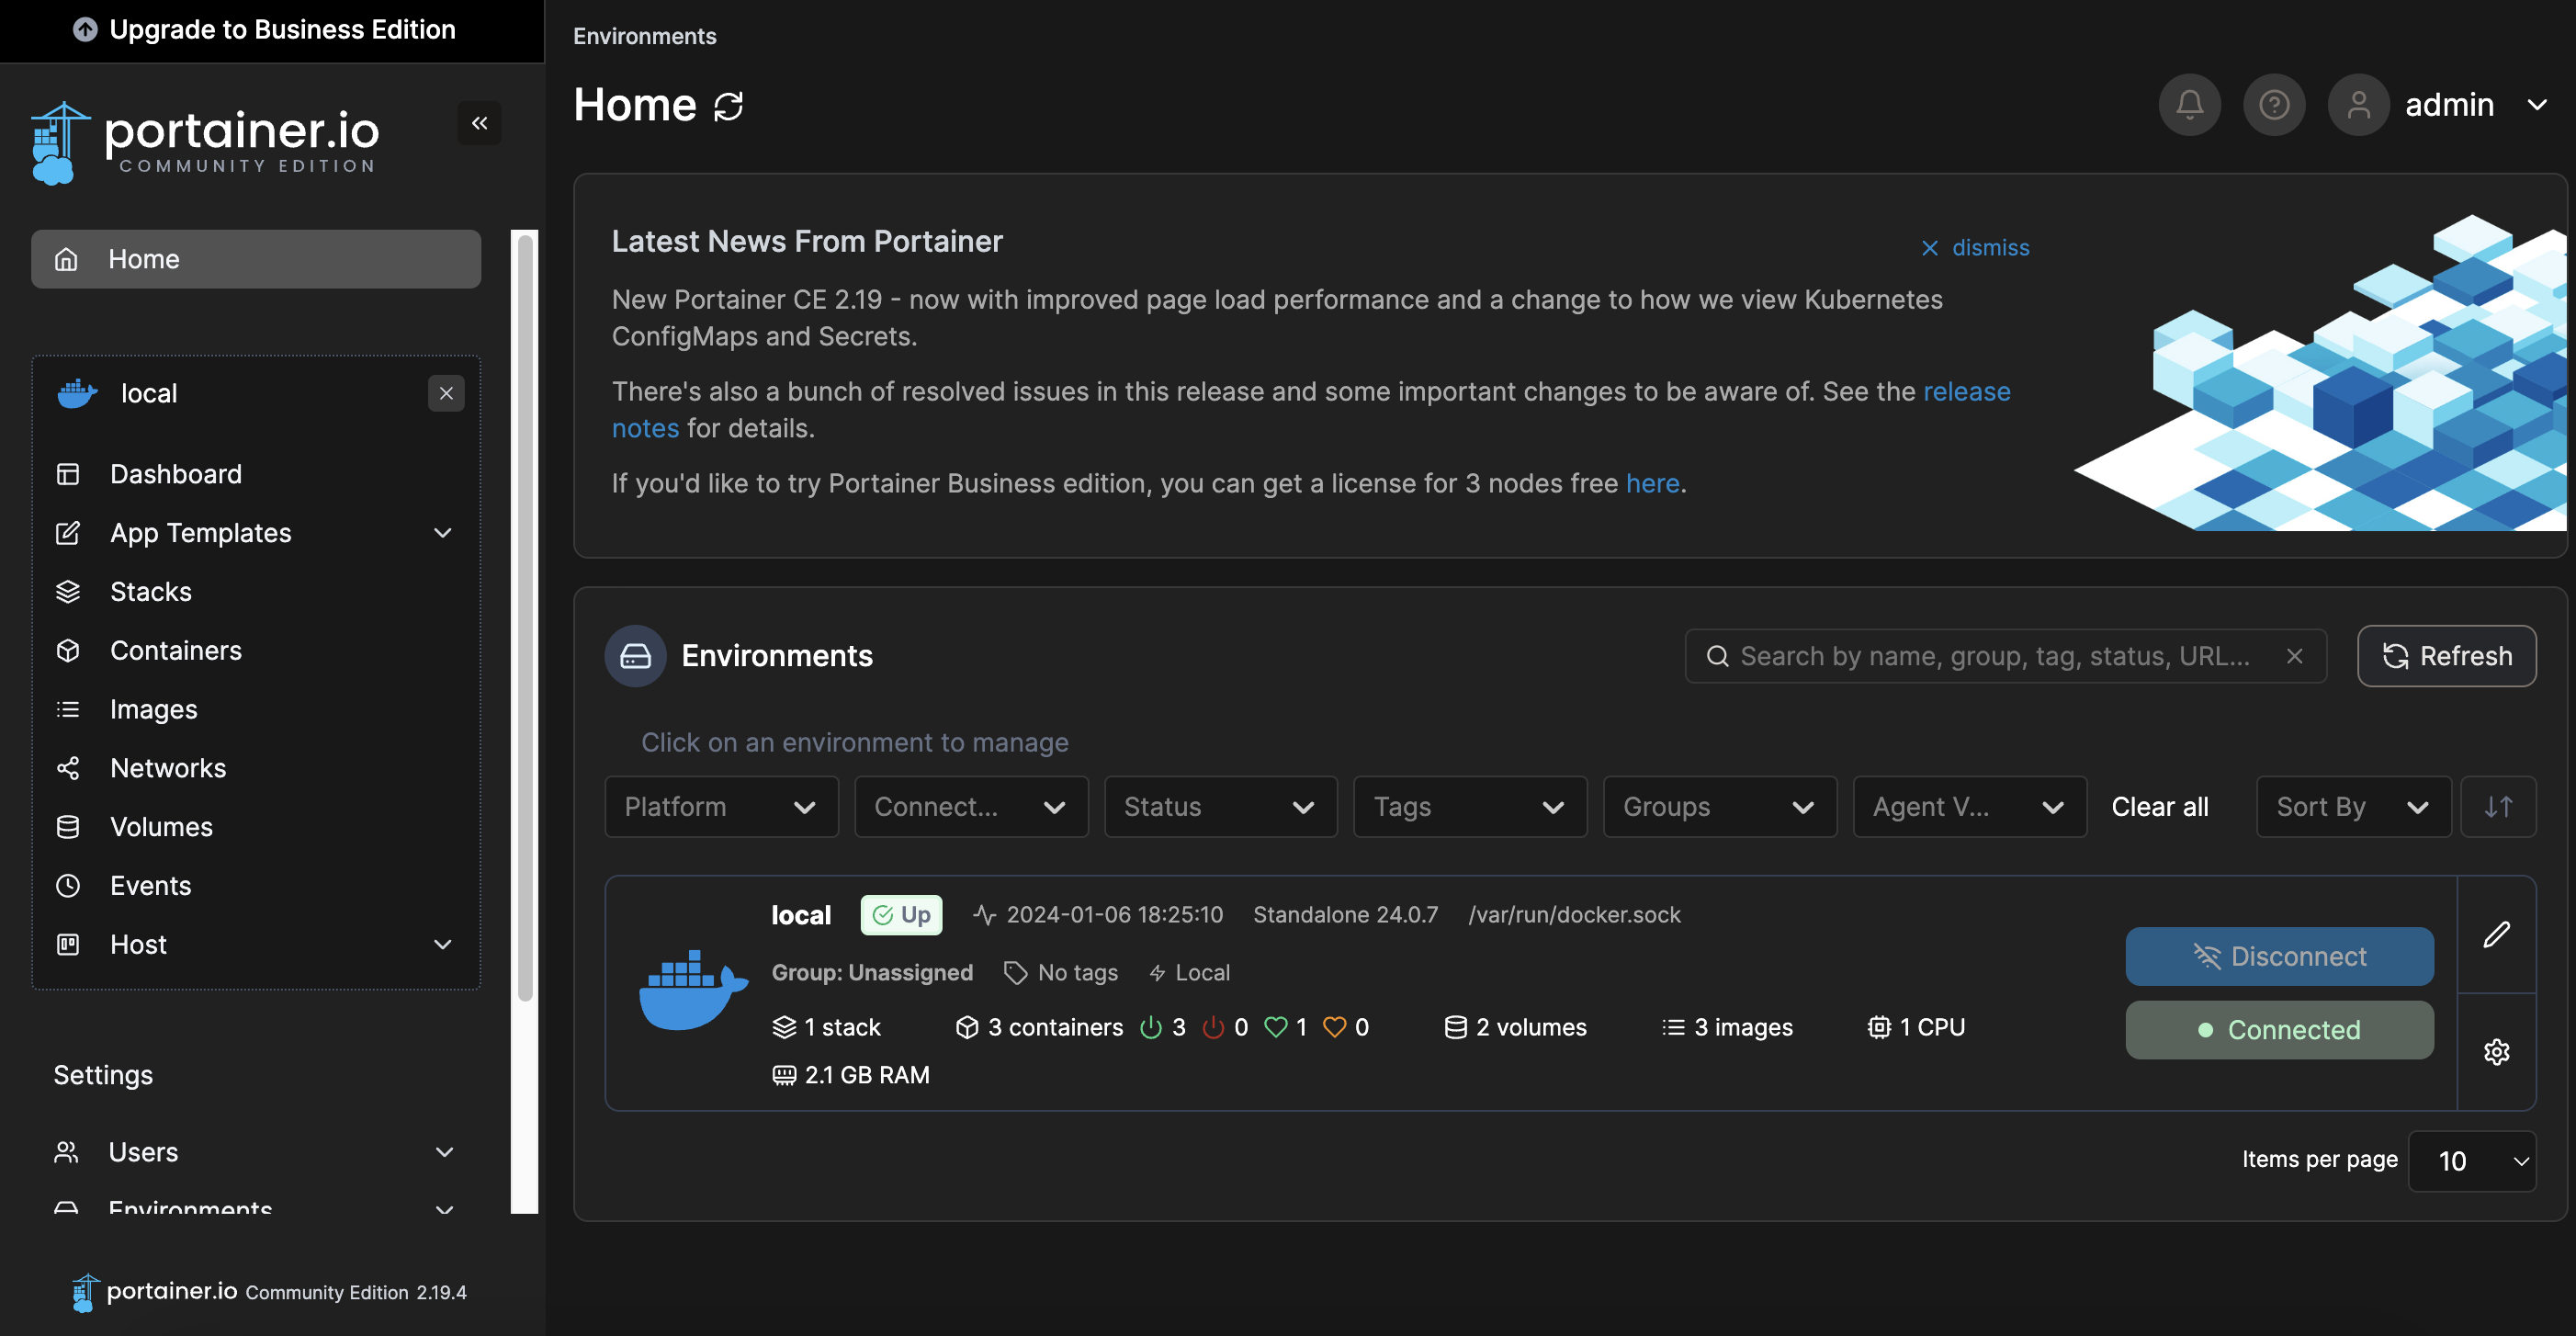 Upgrade to Business Edition
portainer.io
COMMUNITY EDITION
Home
local
Dashboard
App Templates
Stacks
Containers
Images
Networks
Volumes
Events
Host
Settings
Users
Environments
portainer.io Community Edition 2.19.4
Environments
Home
admin
Latest News From Portainer
dismiss
New Portainer CE 2.19 - now with improved page load performance and a change to how we view Kubernetes
ConfigMaps and Secrets.
There's also a bunch of resolved issues in this release and some important changes to be aware of. See the release
notes for details.
If you'd like to try Portainer Business edition, you can get a license for 3 nodes free here.
Environments
Search by name, group, tag, status, URL...
Refresh
Click on an environment to manage
Platform
Connect...
Status
Tags
Groups
Agent V...
Clear all
Sort By
local Up 2024-01-06 18:25:10 Standalone 24.0.7 /var/run/docker.sock
Group: Unassigned No tags Local
1 stack 3 containers 3 0 1 0 2 volumes 3 images 1 CPU
2.1 GB RAM
Disconnect
Connected
Items per page 10